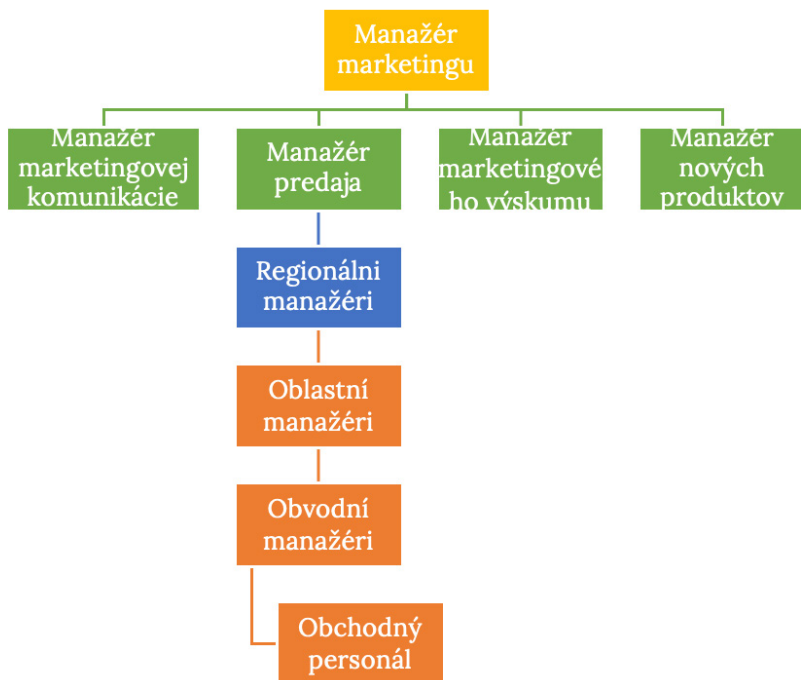 Manažér
marketingu
Manažér
marketingovej
komunikácie
Manažér
predaja
Manažér
marketingové
ho výskumu
Manažér
nových
produktov
Regionálni
manažéri
Oblastní
manažéri
Obvodní
manažéri
Obchodný
personál